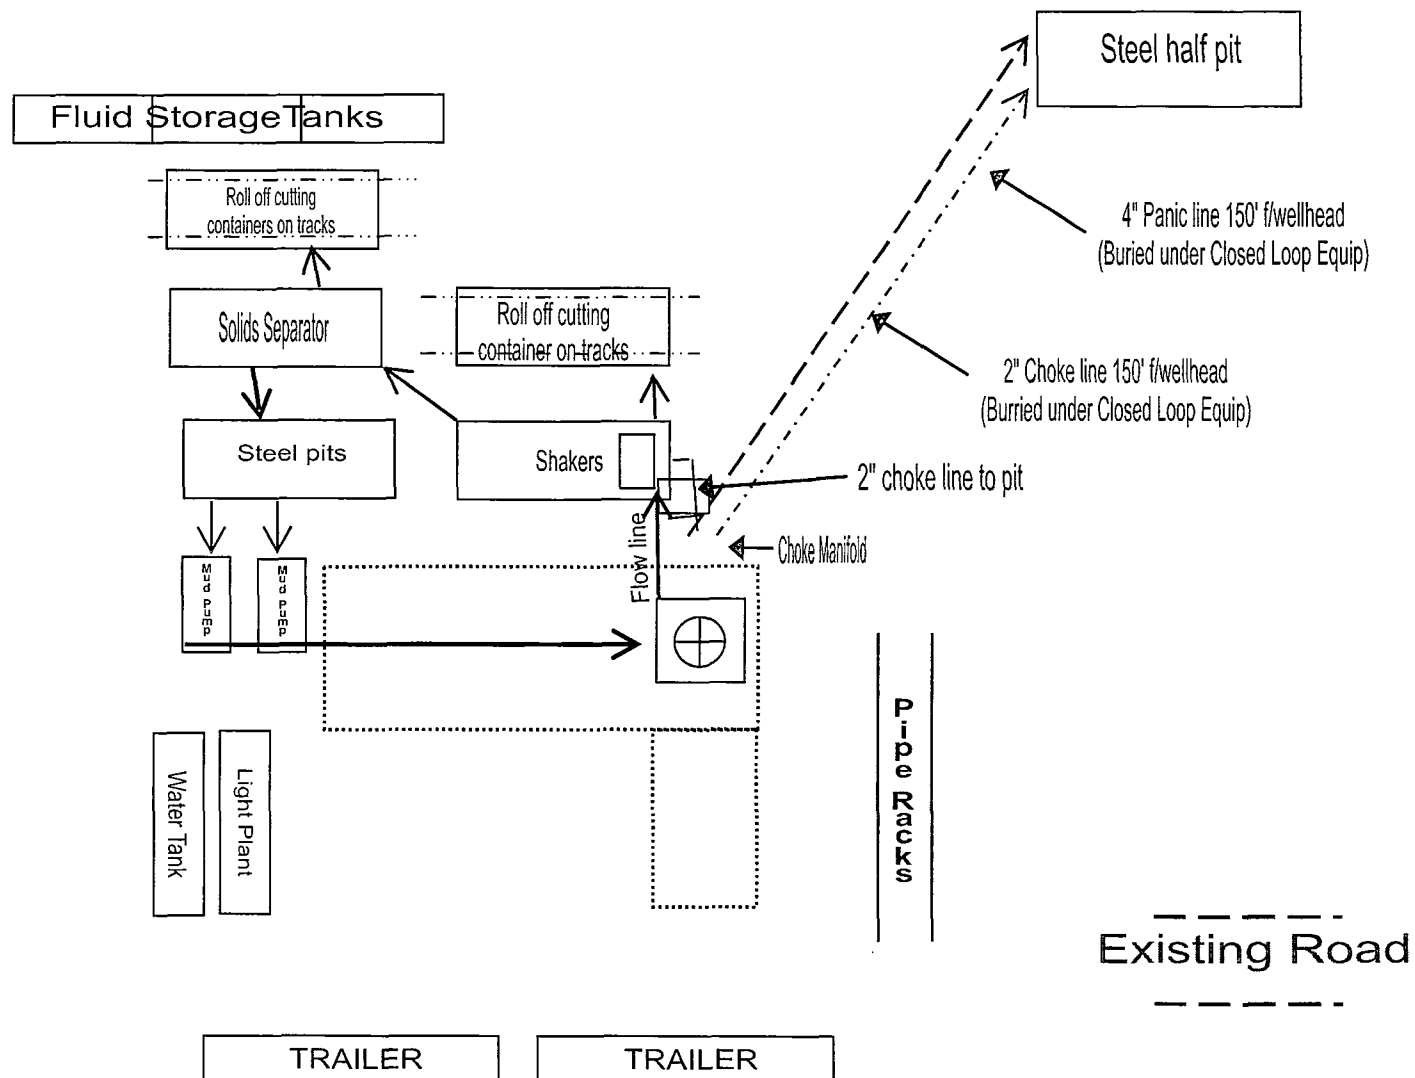 Steel half pit
Fluid StorageTanks
Roll off cutting
containers on tracks
4" Panic line 150' f/wellhead
(Buried under Closed Loop Equip)
Solids Separator
Roll off cutting
container on tracks
2" Choke line 150' f/wellhead
(Burried under Closed Loop Equip)
Steel pits
Shakers
2" choke line to pit
Flow line
Choke Manifold
Mud Pump
Mud Pump
Pipe Racks
Water Tank
Light Plant
Existing Road
TRAILER
TRAILER